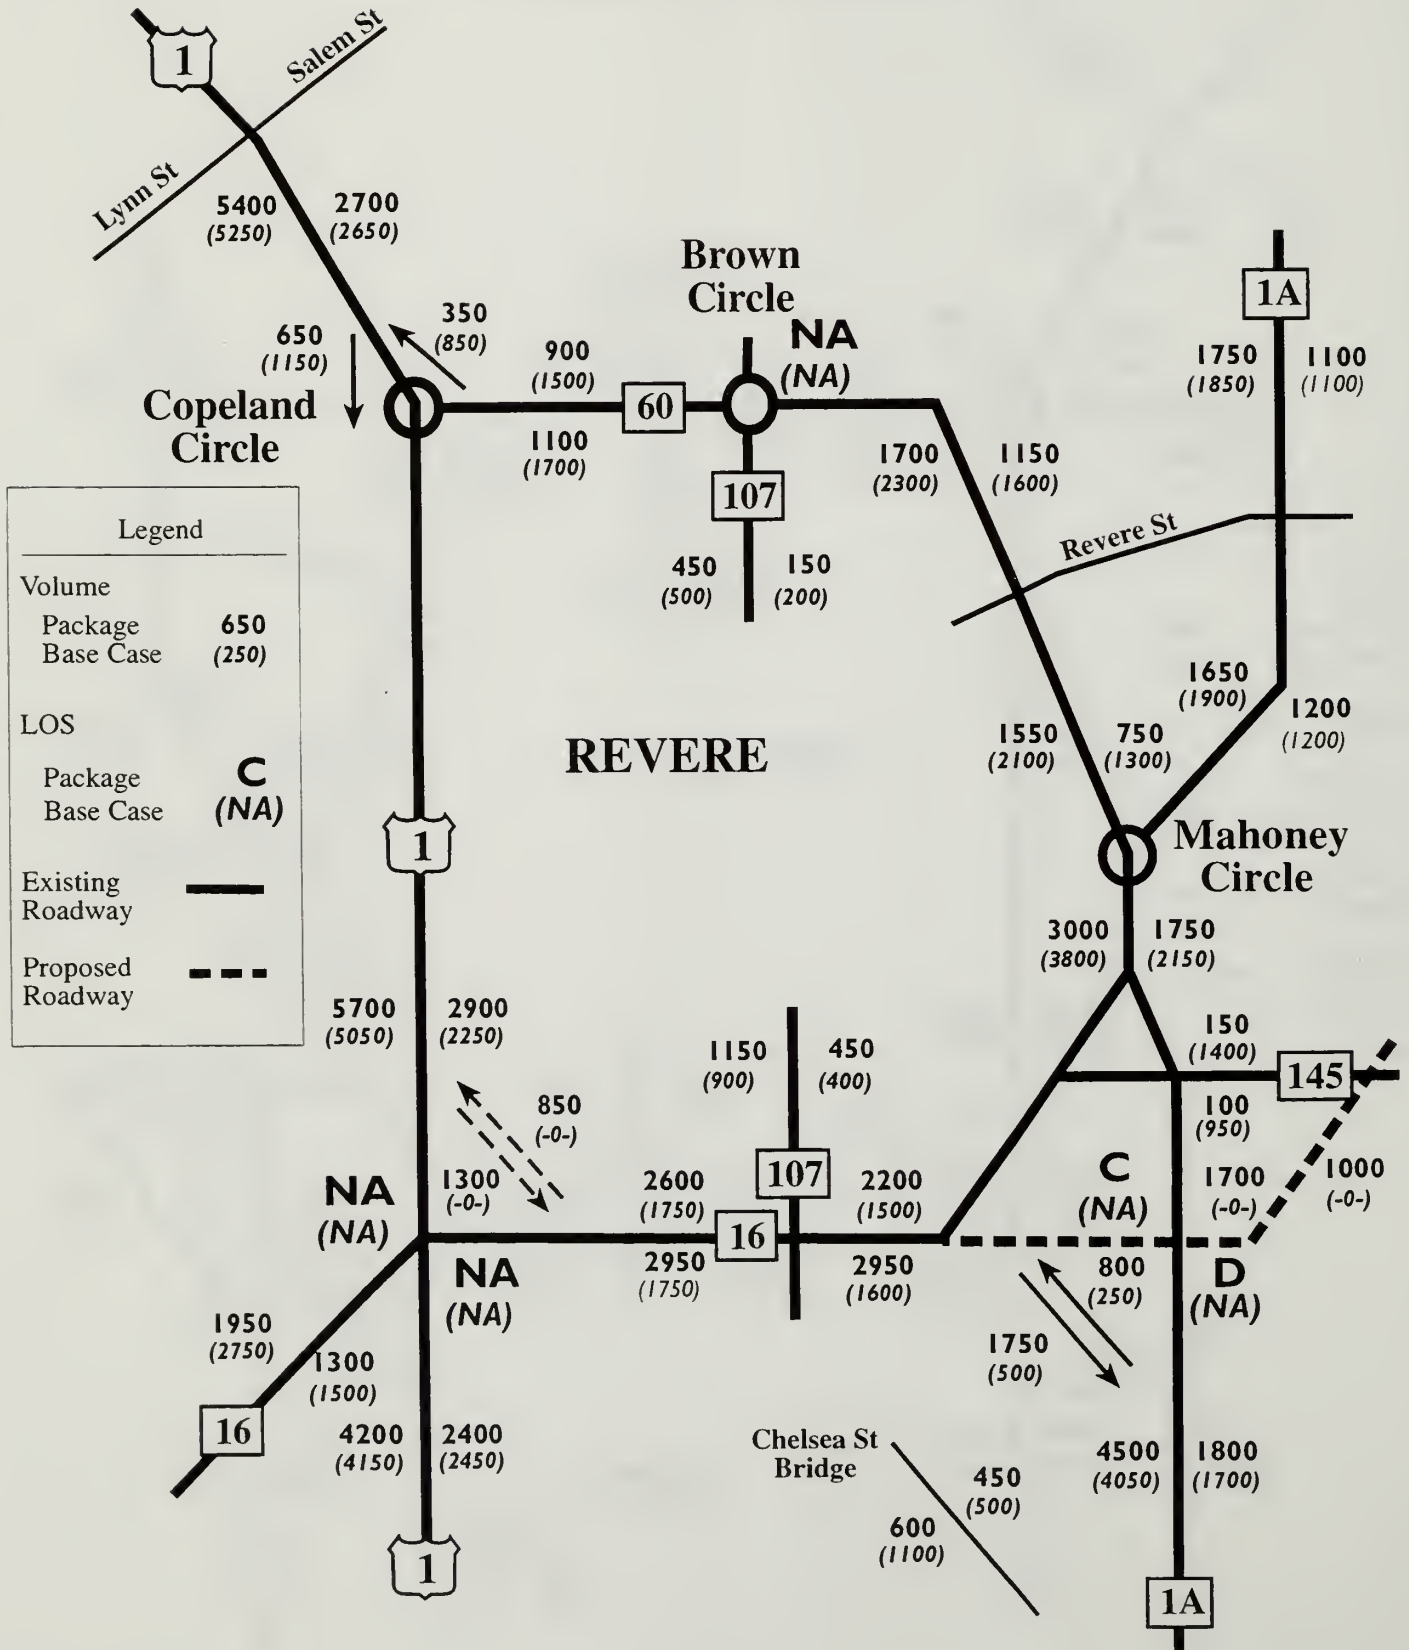 1
Salem St
Lynn St
5400
(5250)
2700
(2650)
Brown
Circle
1A
350
(850)
650
(1150)
900
(1500)
NA
(NA)
1750
(1850)
1100
(1100)
Copeland
Circle
60
1100
(1700)
107
1700
(2300)
1150
(1600)
Revere St
450
(500)
150
(200)
Legend
Volume
Package 650
Base Case (250)
LOS
Package C
Base Case (NA)
Existing
Roadway
Proposed
Roadway
1650
(1900)
1200
(1200)
REVERE
1550
(2100)
750
(1300)
1
Mahoney
Circle
3000
(3800)
1750
(2150)
5700
(5050)
2900
(2250)
1150
(900)
450
(400)
150
(1400)
145
100
(950)
850
(-0-)
1300
(-0-)
107
NA
(NA)
2600
(1750)
16
2200
(1500)
C
(NA)
1700
(-0-)
1000
(-0-)
NA
(NA)
2950
(1750)
2950
(1600)
800
(250)
D
(NA)
1950
(2750)
1300
(1500)
1750
(500)
16
4200
(4150)
2400
(2450)
Chelsea St
Bridge
450
(500)
600
(1100)
4500
(4050)
1800
(1700)
1
1A